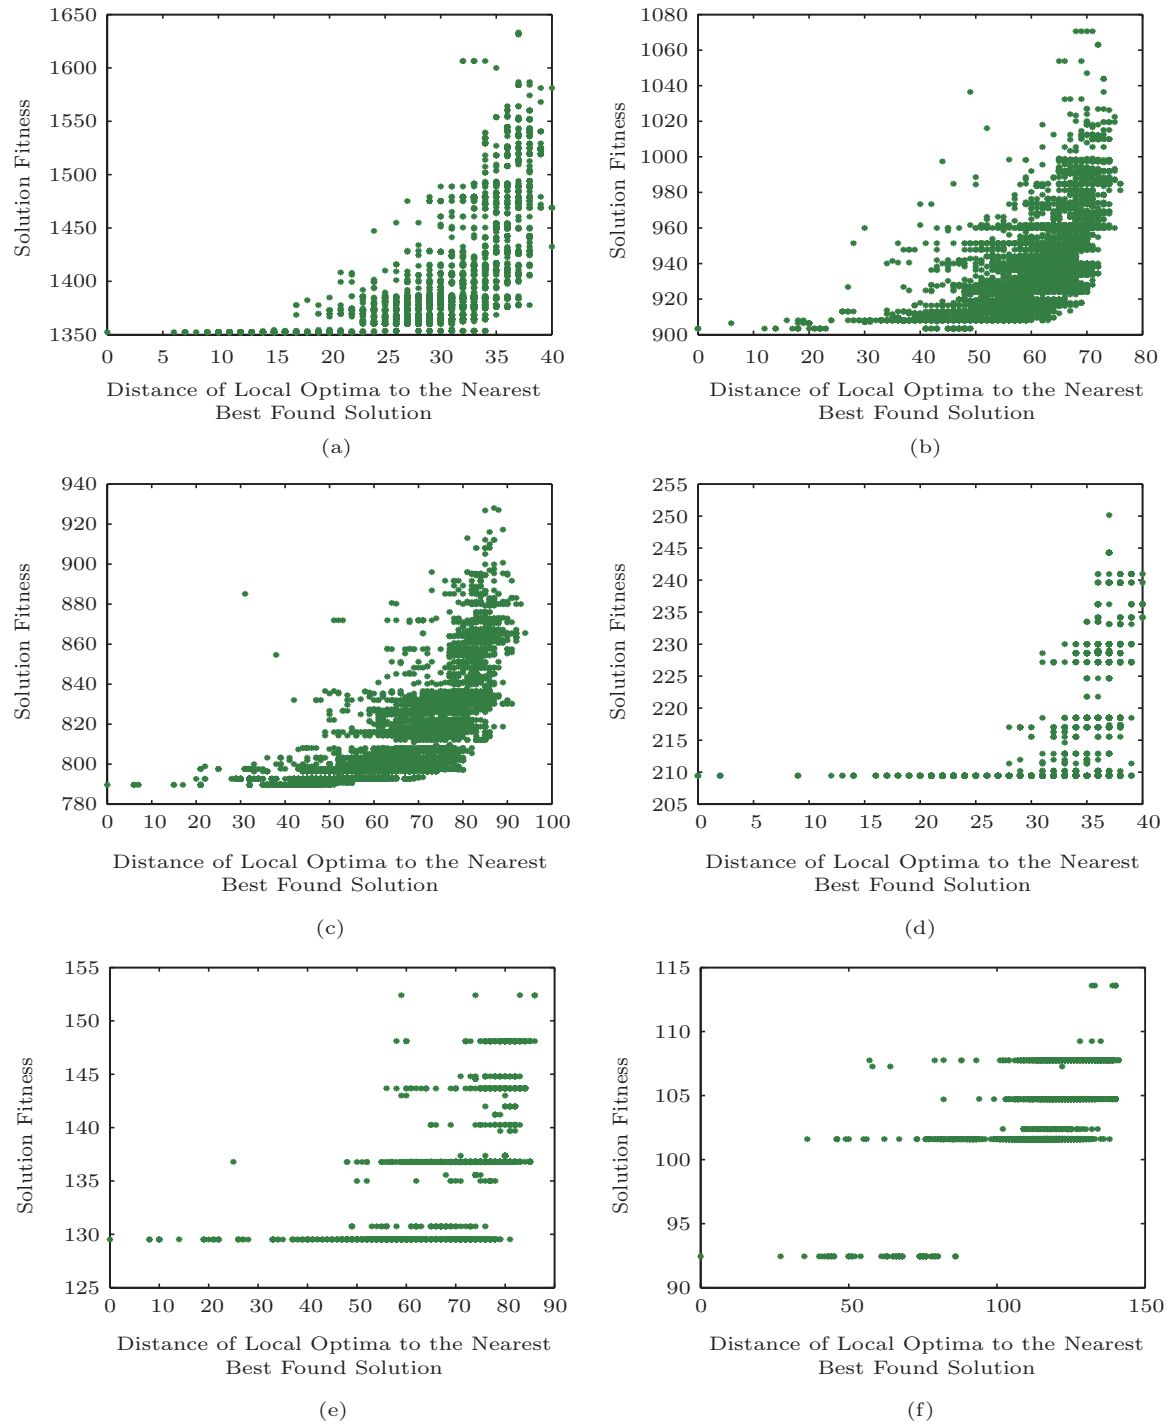 1650
1600
1550
1500
1450
1400
1350
Solution Fitness
0 5 10 15 20 25 30 35 40
Distance of Local Optima to the Nearest
Best Found Solution
(a)
1080
1060
1040
1020
1000
980
960
940
920
900
Solution Fitness
0 10 20 30 40 50 60 70 80
Distance of Local Optima to the Nearest
Best Found Solution
(b)
940
920
900
880
860
840
820
800
780
Solution Fitness
0 10 20 30 40 50 60 70 80 90 100
Distance of Local Optima to the Nearest
Best Found Solution
(c)
255
250
245
240
235
230
225
220
215
210
205
Solution Fitness
0 5 10 15 20 25 30 35 40
Distance of Local Optima to the Nearest
Best Found Solution
(d)
155
150
145
140
135
130
125
Solution Fitness
0 10 20 30 40 50 60 70 80 90
Distance of Local Optima to the Nearest
Best Found Solution
(e)
115
110
105
100
95
90
Solution Fitness
0 50 100 150
Distance of Local Optima to the Nearest
Best Found Solution
(f)